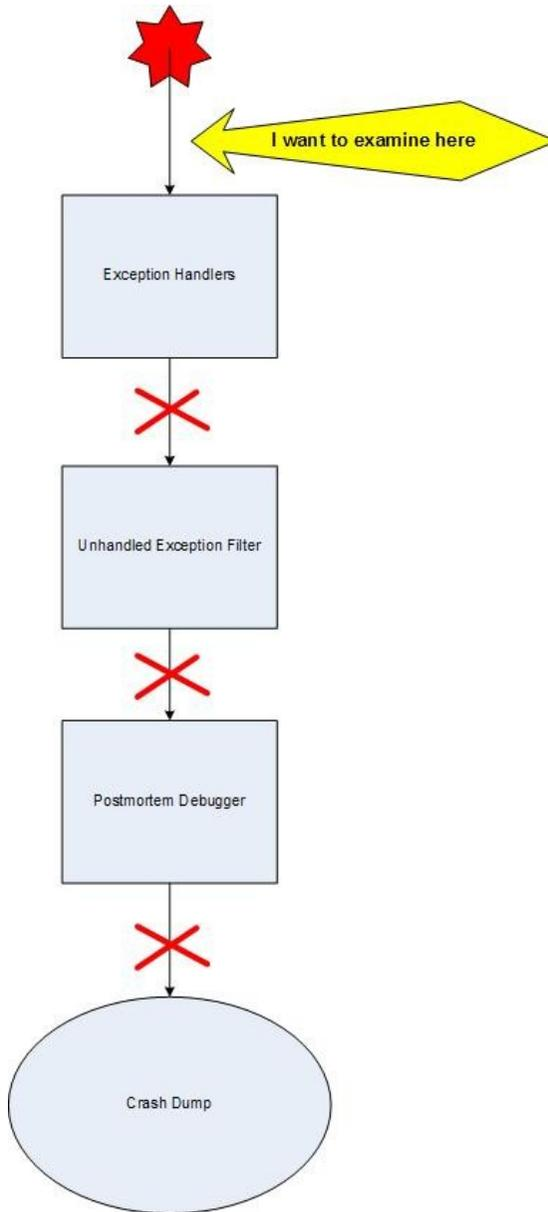 I want to examine here
Exception Handlers
Unhandled Exception Filter
Postmortem Debugger
Crash Dump